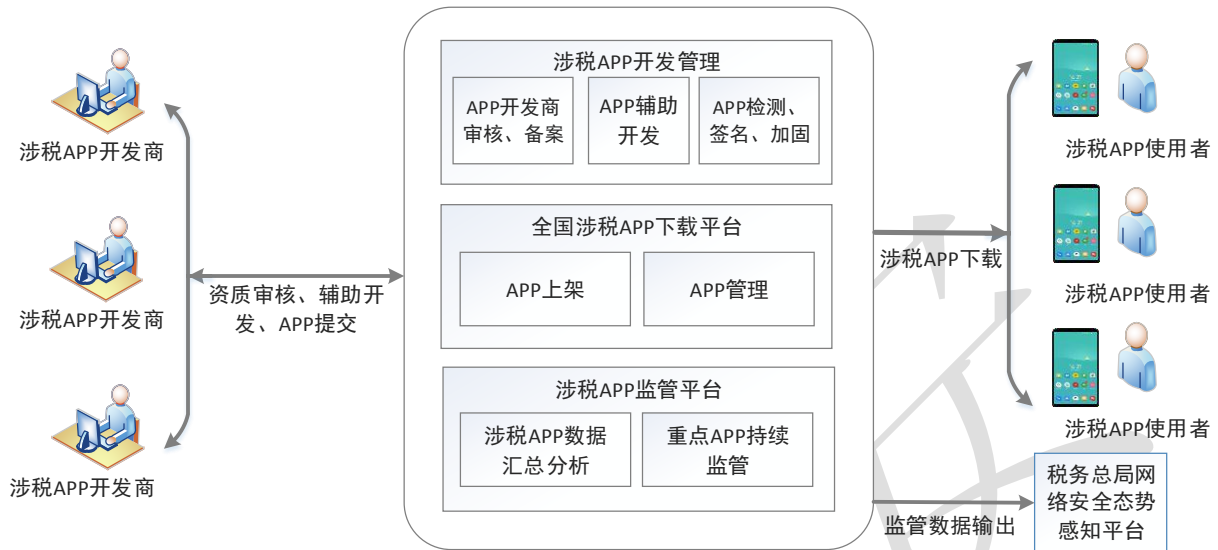 涉税APP开发商
涉税APP开发商
涉税APP开发商
资质审核、辅助开
发、APP提交
涉税APP开发管理
APP开发商
审核、备案
APP辅助
开发
APP检测、
签名、加固
全国涉税APP下载平台
APP上架
APP管理
涉税APP监管平台
涉税APP数据
汇总分析
重点APP持续
监管
涉税APP下载
监管数据输出
涉税APP使用者
涉税APP使用者
涉税APP使用者
税务总局网
络安全态势
感知平台